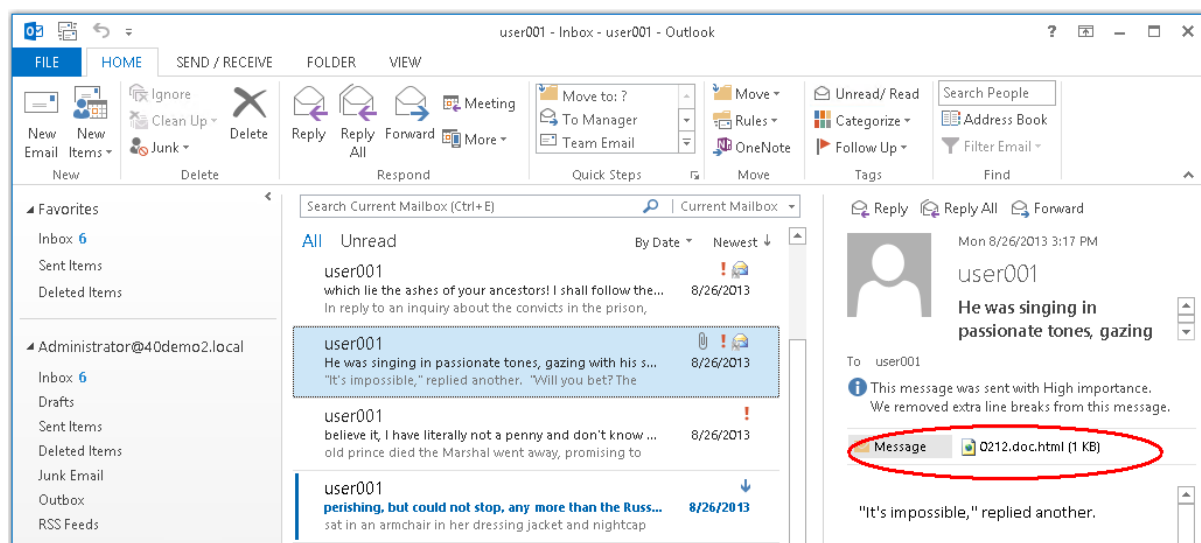 user001 - Inbox - user001 - Outlook
FILE HOME SEND / RECEIVE FOLDER VIEW
New Email
New Items
Ignore
Clean Up
Junk
Delete
Reply
Reply All
Forward
Meeting
More
Move to: ?
To Manager
Team Email
Move
Rules
OneNote
Unread/ Read
Categorize
Follow Up
Search People
Address Book
Filter Email
New Delete Respond Quick Steps Move Tags Find
Favorites
Inbox 6
Sent Items
Deleted Items
Administrator@40demo2.local
Inbox 6
Drafts
Sent Items
Deleted Items
Junk Email
Outbox
RSS Feeds
Search Current Mailbox (Ctrl+E) Current Mailbox
All Unread By Date Newest
user001
which lie the ashes of your ancestors! I shall follow the... 8/26/2013
In reply to an inquiry about the convicts in the prison,
user001
He was singing in passionate tones, gazing with his s... 8/26/2013
"It's impossible," replied another. "Will you bet? The
user001
believe it, I have literally not a penny and don't know ... 8/26/2013
old prince died the Marshal went away, promising to
user001
perishing, but could not stop, any more than the Russ... 8/26/2013
sat in an armchair in her dressing jacket and nightcap
Reply Reply All Forward
Mon 8/26/2013 3:17 PM
user001
He was singing in
passionate tones, gazing
To user001
This message was sent with High importance.
We removed extra line breaks from this message.
Message 0212.doc.html (1 KB)
"It's impossible," replied another.